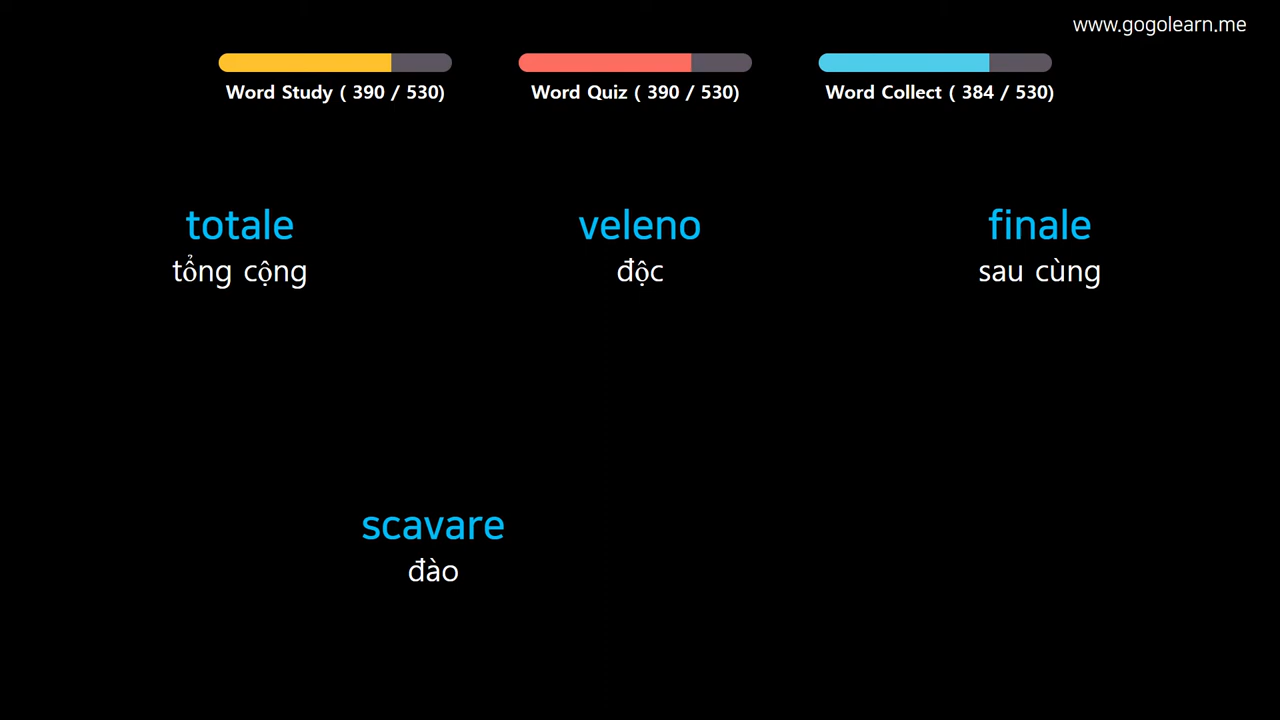 www.gogolearn.me
Word Study ( 390 / 530)
Word Quiz ( 390 / 530)
Word Collect ( 384 / 530)
totale
tổng cộng
veleno
độc
finale
sau cùng
scavare
đào